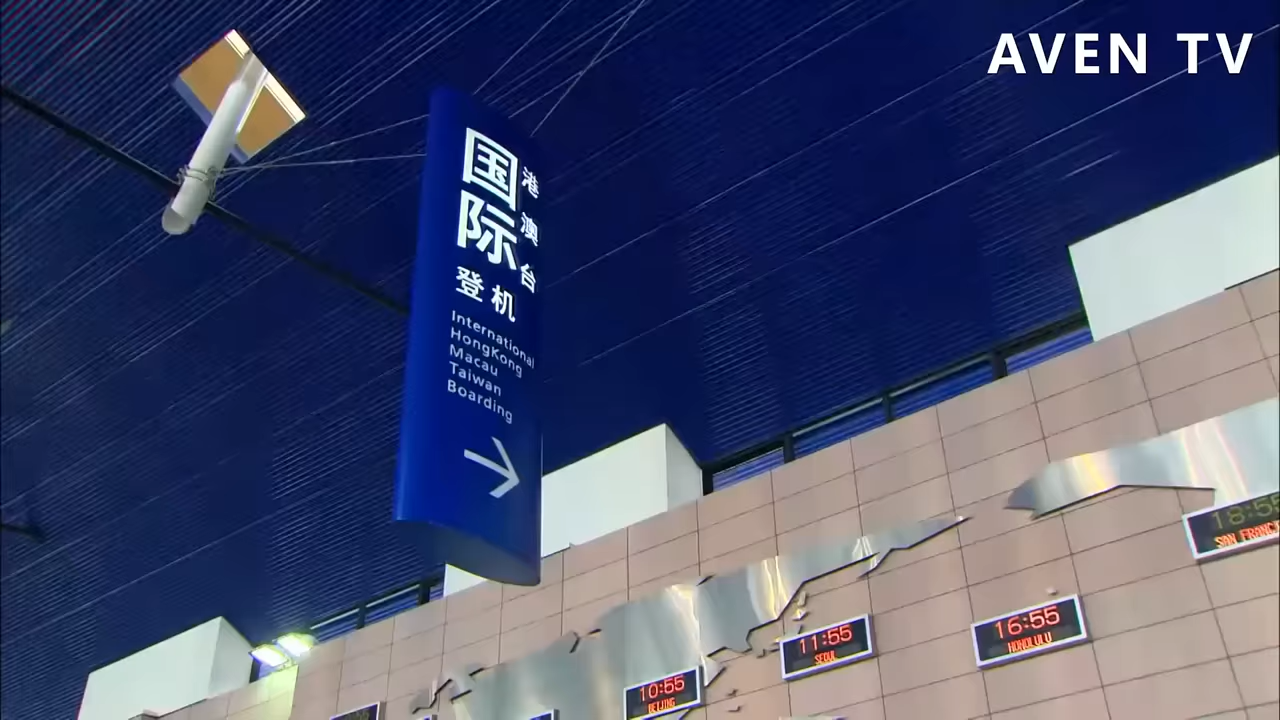 AVEN TV
国际
港澳台
登机
International
HongKong
Macau
Taiwan
Boarding
18:55
SAN FRANC
16:55
HONOLULU
11:55
SEOUL
10:55
BEIJING